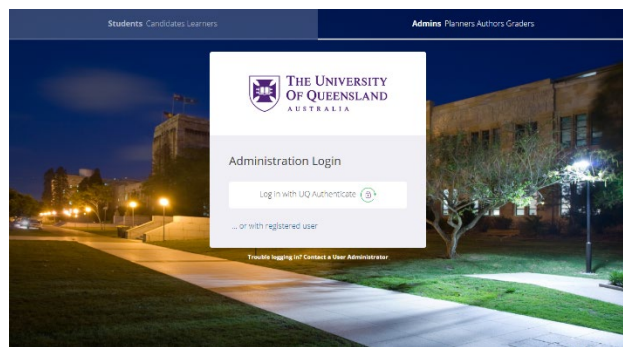 Students Candidates Learners
Admins Planners Authors Graders
THE UNIVERSITY
OF QUEENSLAND
AUSTRALIA
Administration Login
Log in with UQ Authenticate
... or with registered user
Trouble logging in? Contact a User Administrator